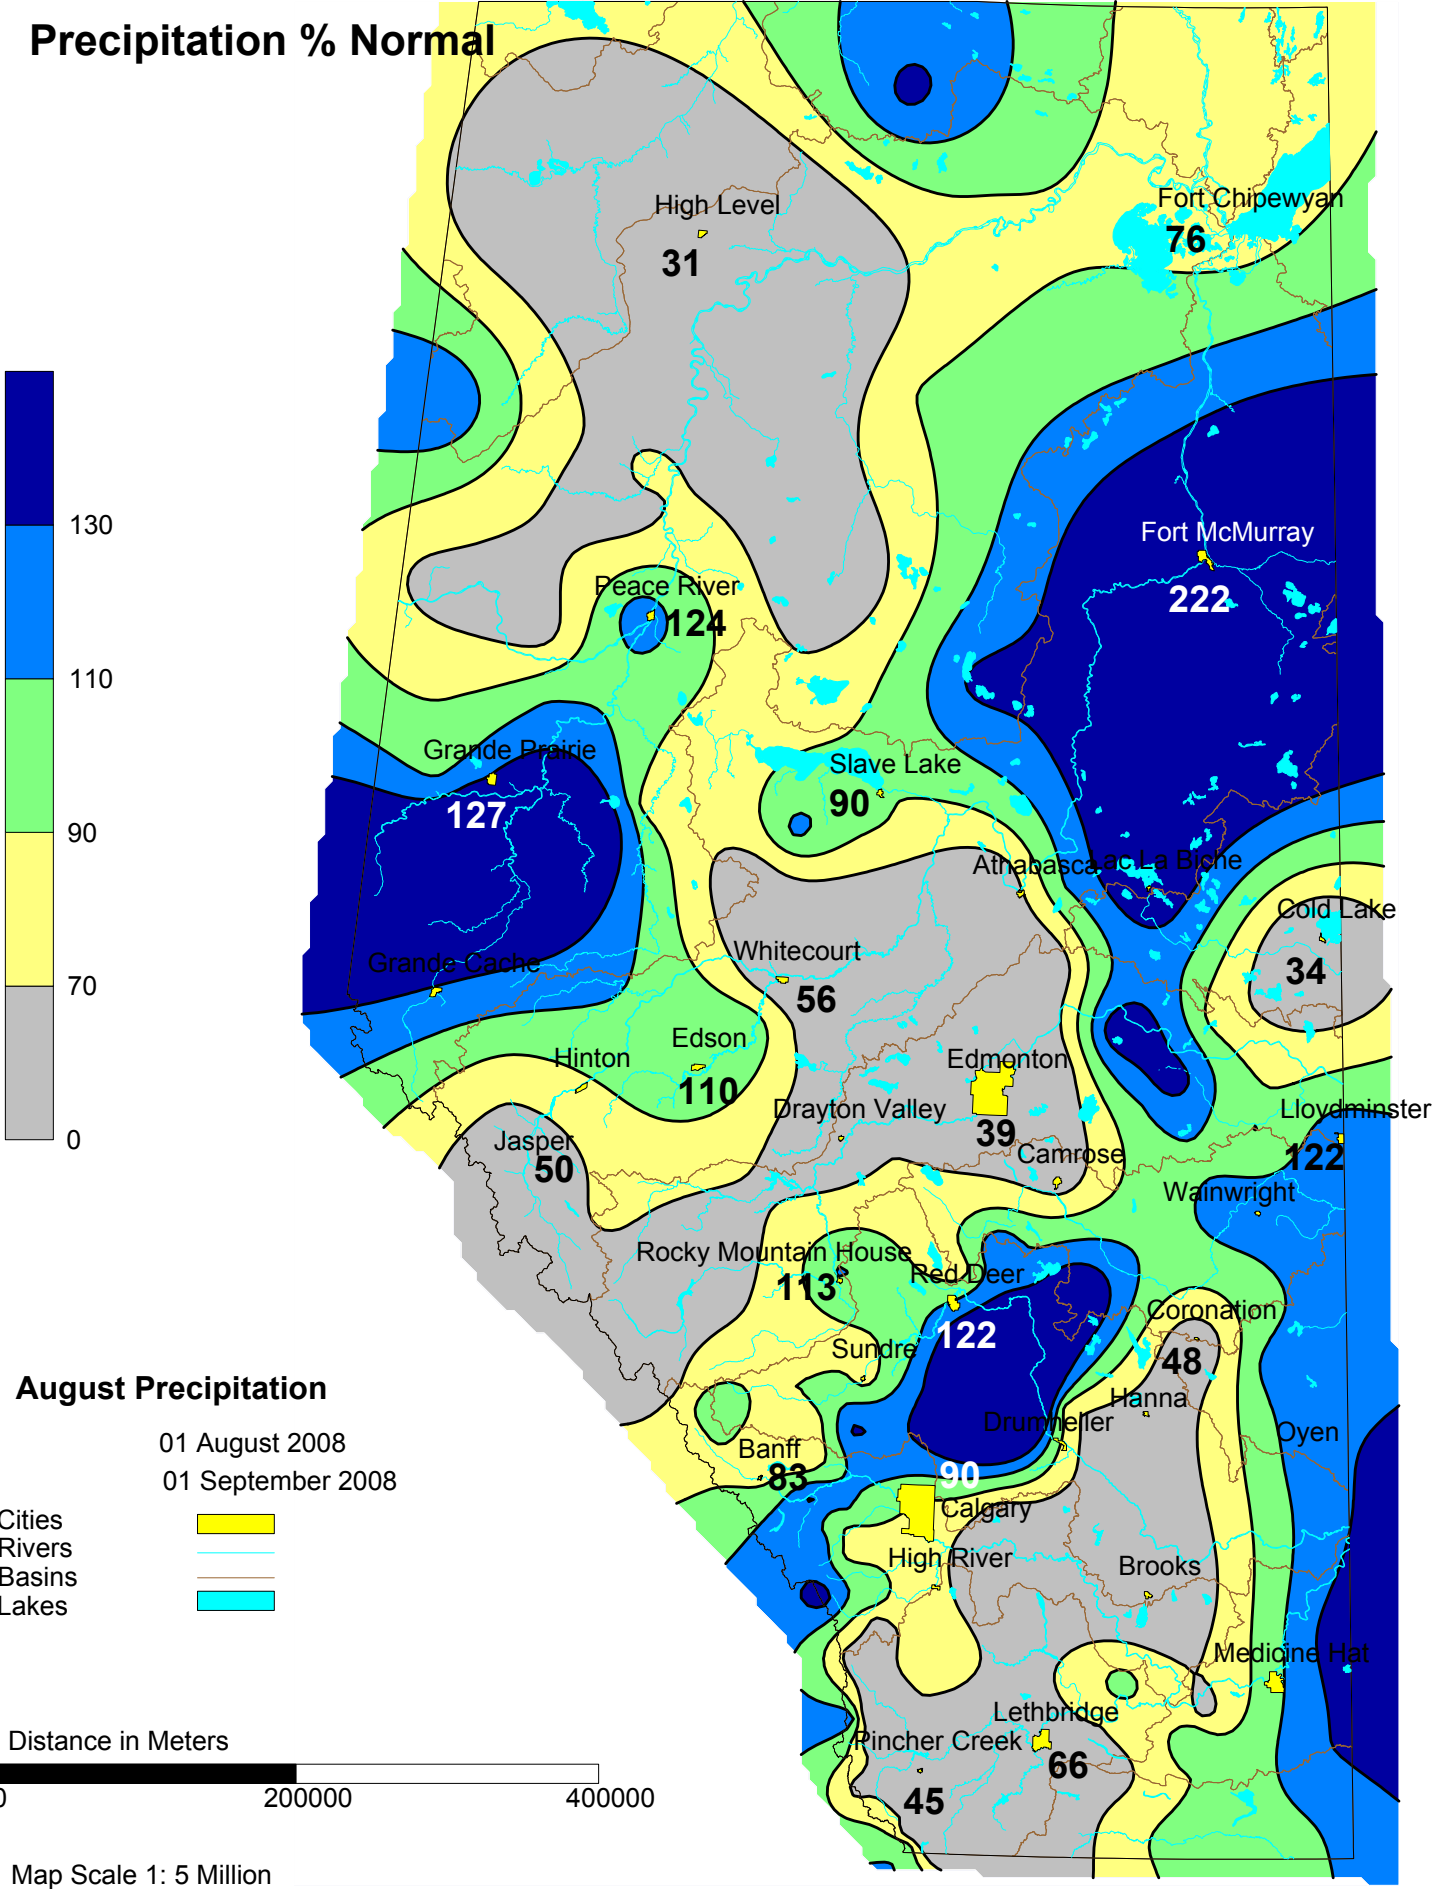 Precipitation % Normal
High Level
31
Fort Chipewyan
76
130
110
90
70
0
Fort McMurray
222
Peace River
124
Grande Prairie
127
Slave Lake
90
Athabasca
Lac La Biche
Cold Lake
34
Grande Cache
Whitecourt
56
Edson
110
Hinton
Edmonton
39
Drayton Valley
Camrose
Jasper
50
Lloydminster
122
Wainwright
Rocky Mountain House
113
Red Deer
122
Sundre
Coronation
48
Hanna
Drumheller
Oyen
Banff
83
90
Calgary
High River
Brooks
Medicine Hat
Lethbridge
66
Pincher Creek
45
August Precipitation
01 August 2008
01 September 2008
Cities
Rivers
Basins
Lakes
Distance in Meters
0
200000
400000
Map Scale 1: 5 Million